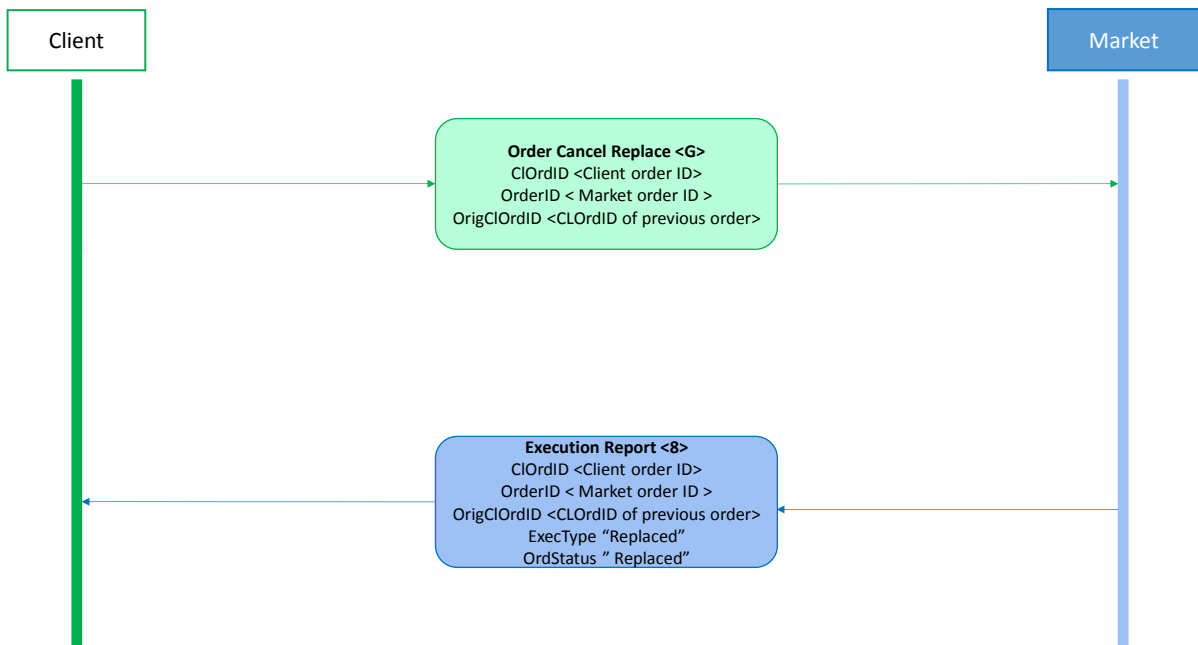 Client
Market
Order Cancel Replace <G>
ClOrdID <Client order ID>
OrderID < Market order ID >
OrigClOrdID <CLOrdID of previous order>
Execution Report <8>
ClOrdID <Client order ID>
OrderID < Market order ID >
OrigClOrdID <CLOrdID of previous order>
ExecType “Replaced”
OrdStatus ” Replaced”